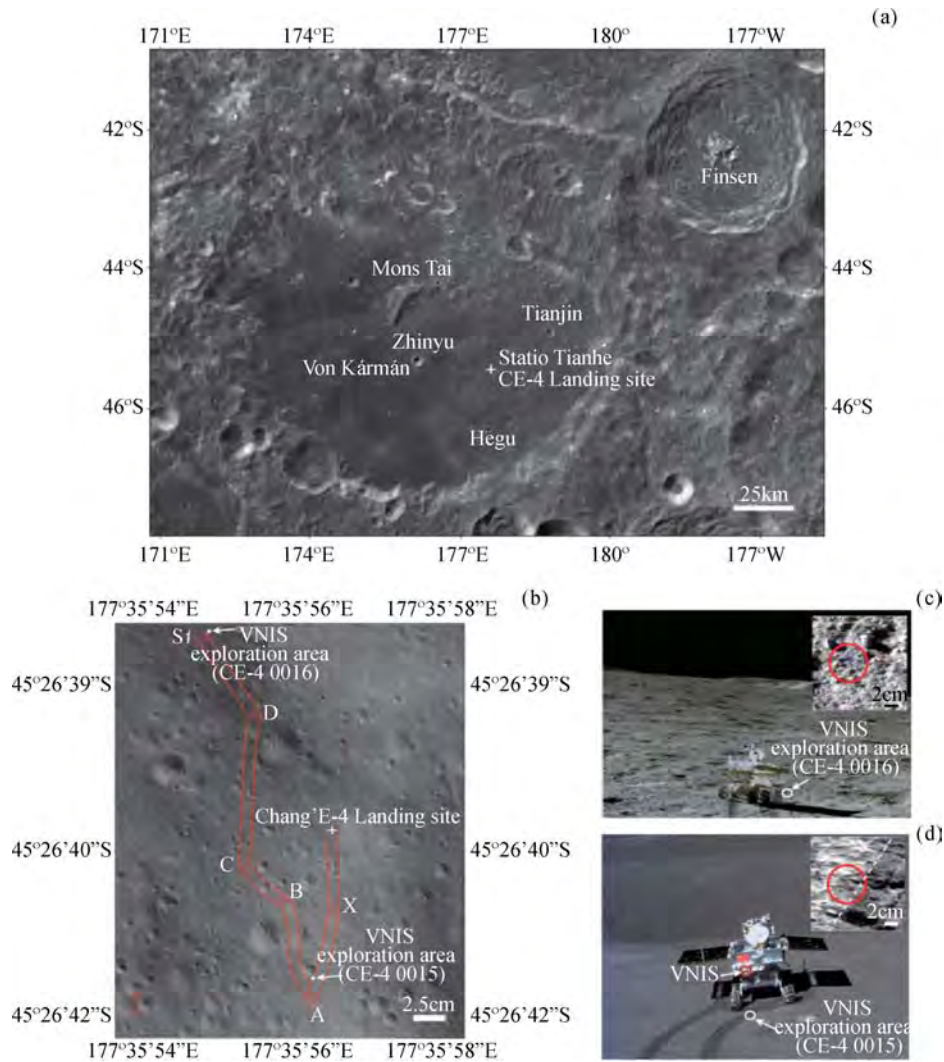 (a)
171°E 174°E 177°E 180° 177°W
42°S 42°S
Finsen
44°S 44°S
Mons Tai
Tianjin
Zhinyu
Statio Tianhe
Von Kármán
CE-4 Landing site
46°S 46°S
Hegu
25km
171°E 174°E 177°E 180° 177°W
177°35'54"E 177°35'56"E 177°35'58"E
(b)
S1
VNIS
exploration area
(CE-4 0016)
45°26'39"S 45°26'39"S
D
Chang'E-4 Landing site
45°26'40"S 45°26'40"S
C
B
X
VNIS
exploration area
(CE-4 0015)
2.5cm
A
45°26'42"S 45°26'42"S
177°35'54"E 177°35'56"E 177°35'58"E
(c)
2cm
VNIS
exploration area
(CE-4 0016)
(d)
2cm
VNIS
VNIS
exploration area
(CE-4 0015)